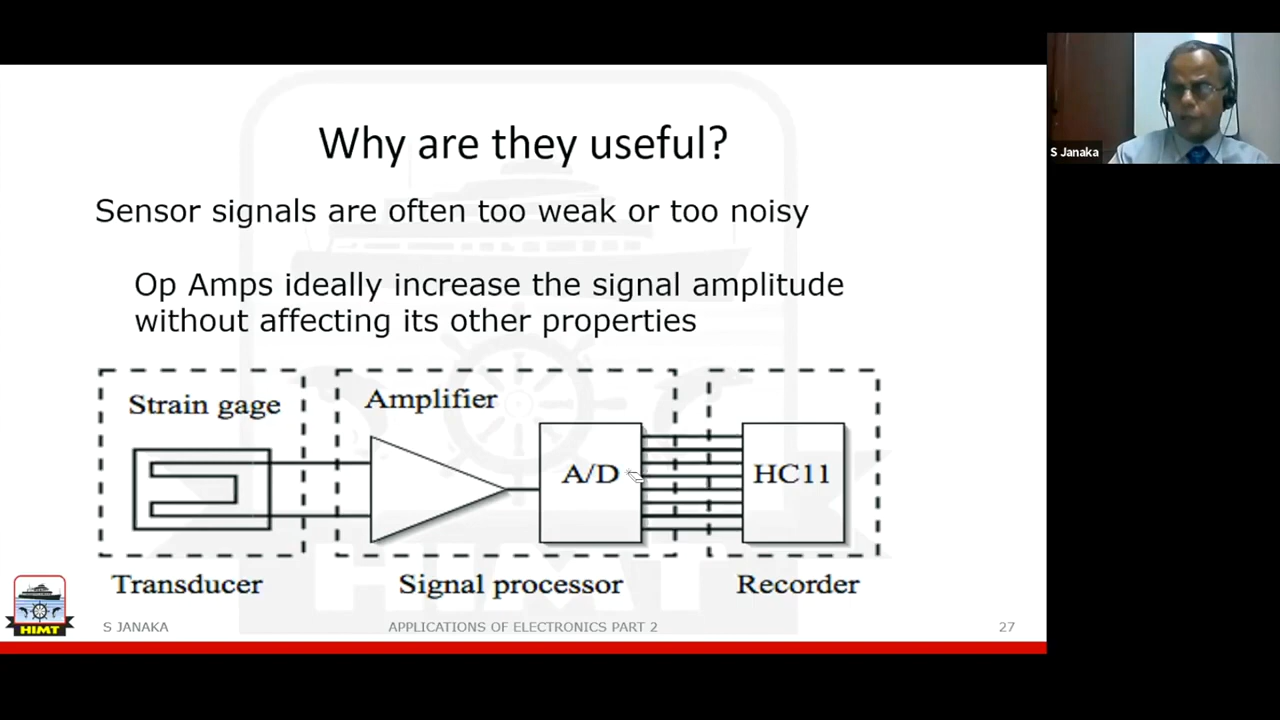 Why are they useful?
S Janaka
Sensor signals are often too weak or too noisy
Op Amps ideally increase the signal amplitude
without affecting its other properties
Strain gage
Amplifier
A/D
HC11
Transducer
Signal processor
Recorder
HIMT
HIMT
S JANAKA
APPLICATIONS OF ELECTRONICS PART 2
27